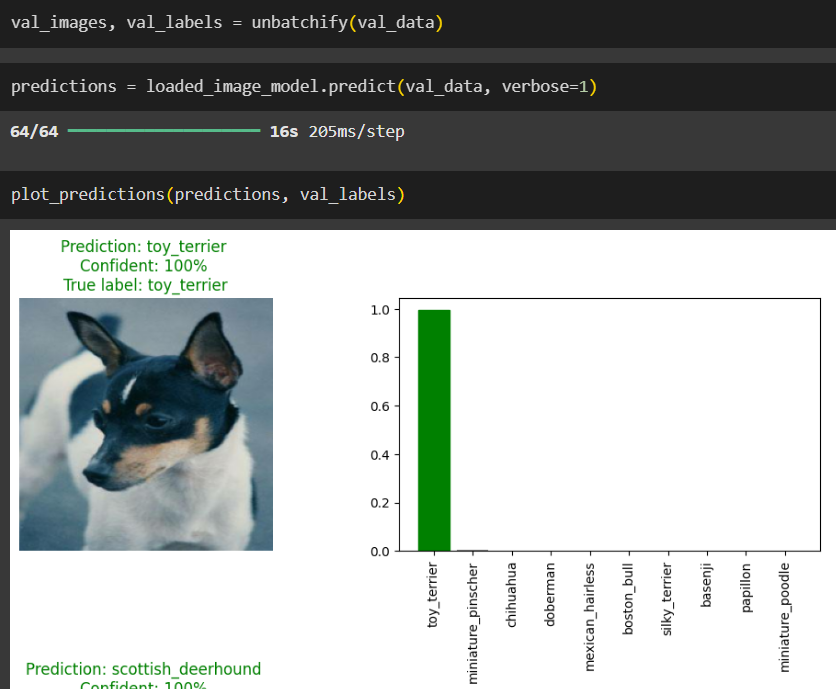 val_images, val_labels = unbatchify(val_data)
predictions = loaded_image_model.predict(val_data, verbose=1)
64/64 ━━━━━━━━━━━━━━━━━━━━ 16s 205ms/step
plot_predictions(predictions, val_labels)
Prediction: toy_terrier
Confident: 100%
True label: toy_terrier
1.0
0.8
0.6
0.4
0.2
0.0
toy_terrier
miniature_pinscher
chihuahua
doberman
mexican_hairless
boston_bull
silky_terrier
basenji
papillon
miniature_poodle
Prediction: scottish_deerhound
Confident: 100%